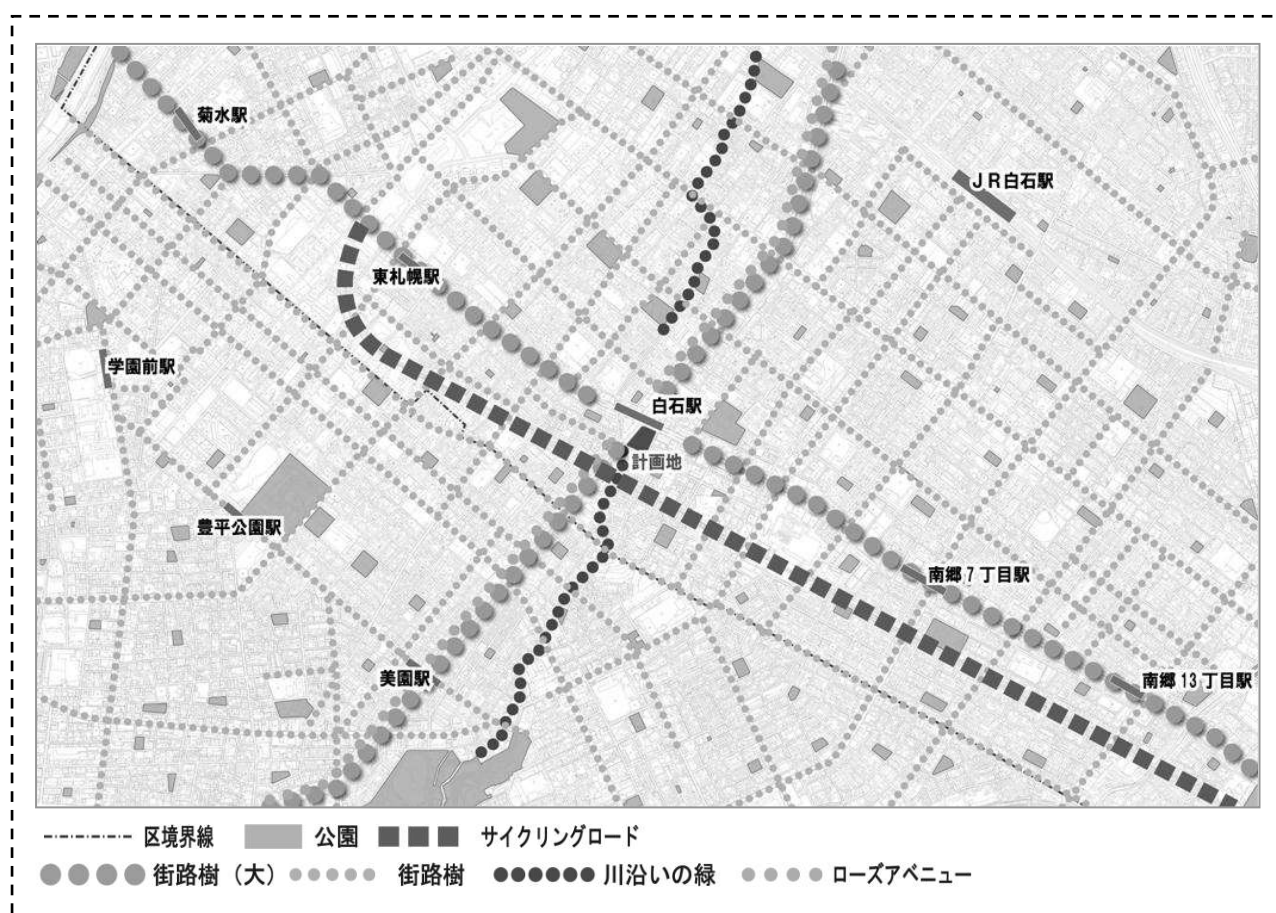 菊水駅
JR白石駅
東札幌駅
学園前駅
白石駅
計画地
豊平公園駅
南郷7丁目駅
美園駅
南郷13丁目駅
区境界線 公園 サイクリングロード
街路樹(大) 街路樹 川沿いの緑 ローズアベニュー